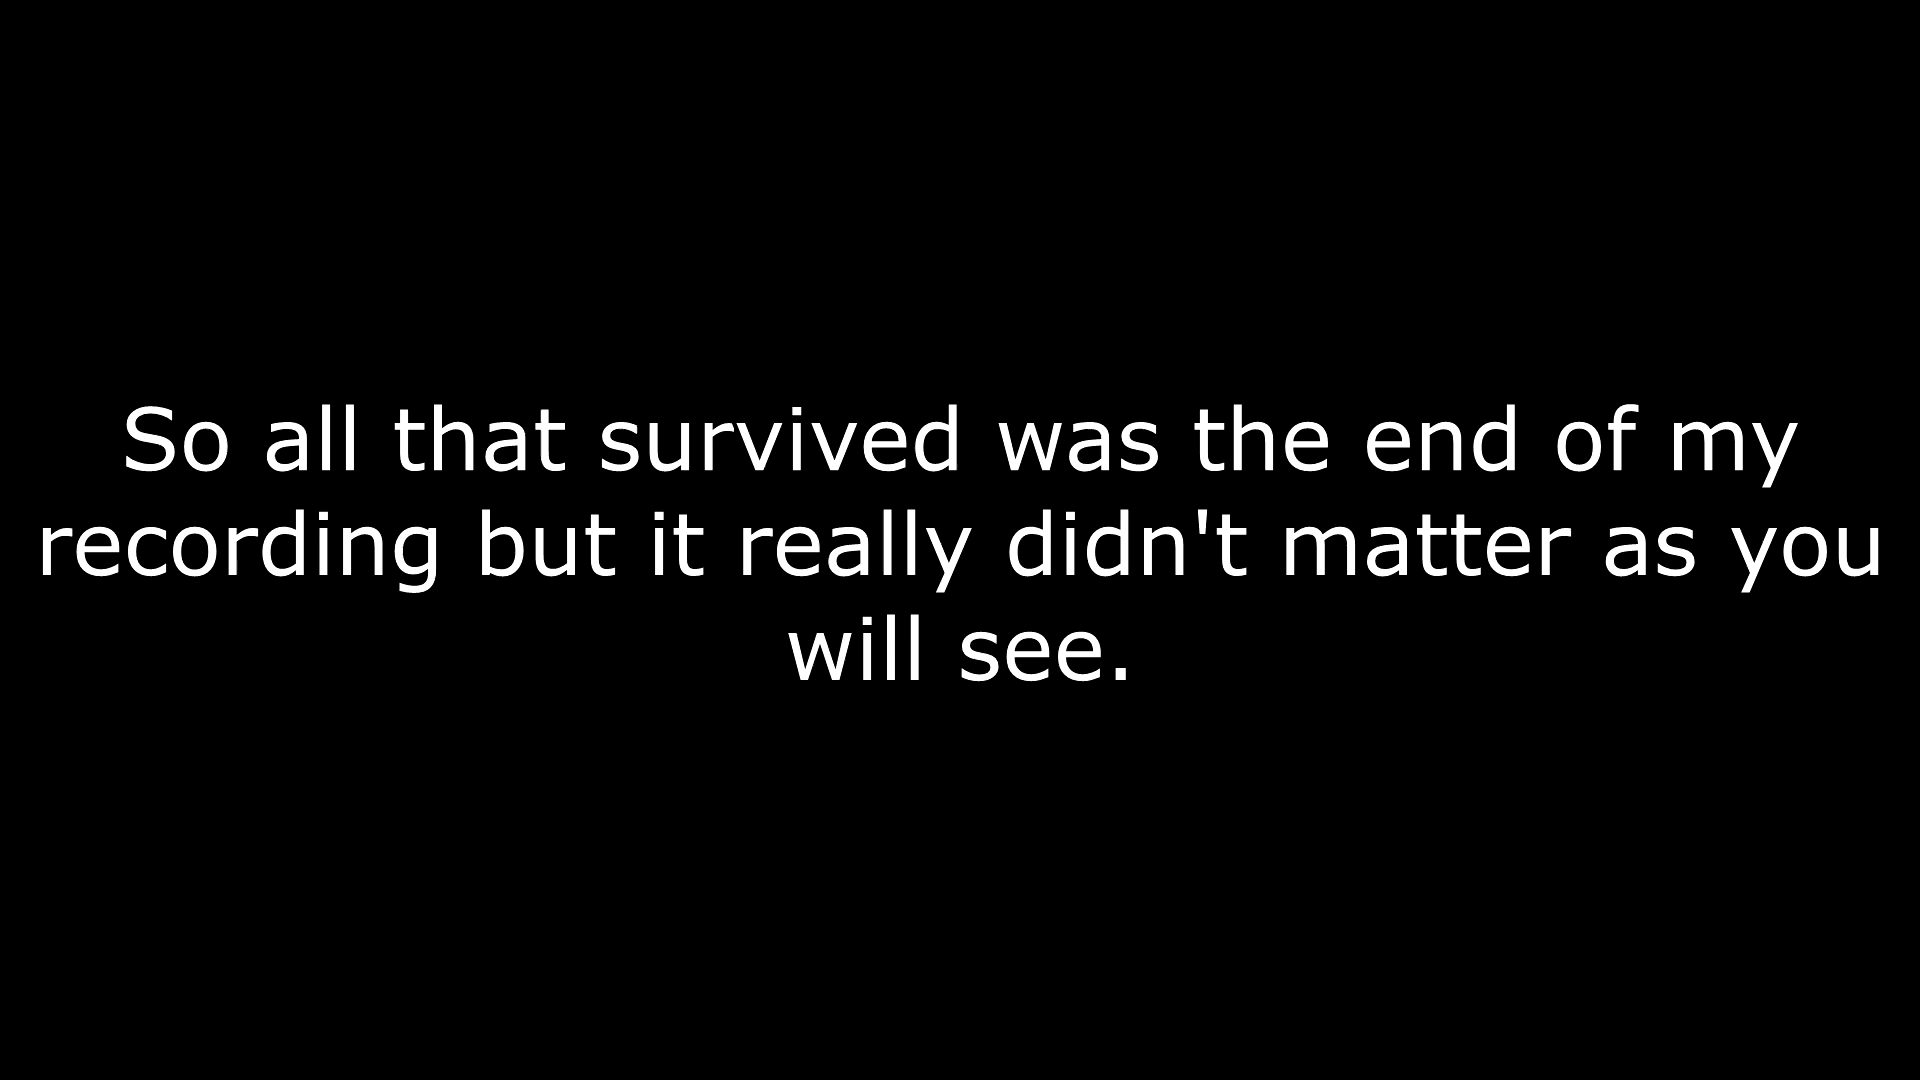 So all that survived was the end of my
recording but it really didn't matter as you
will see.